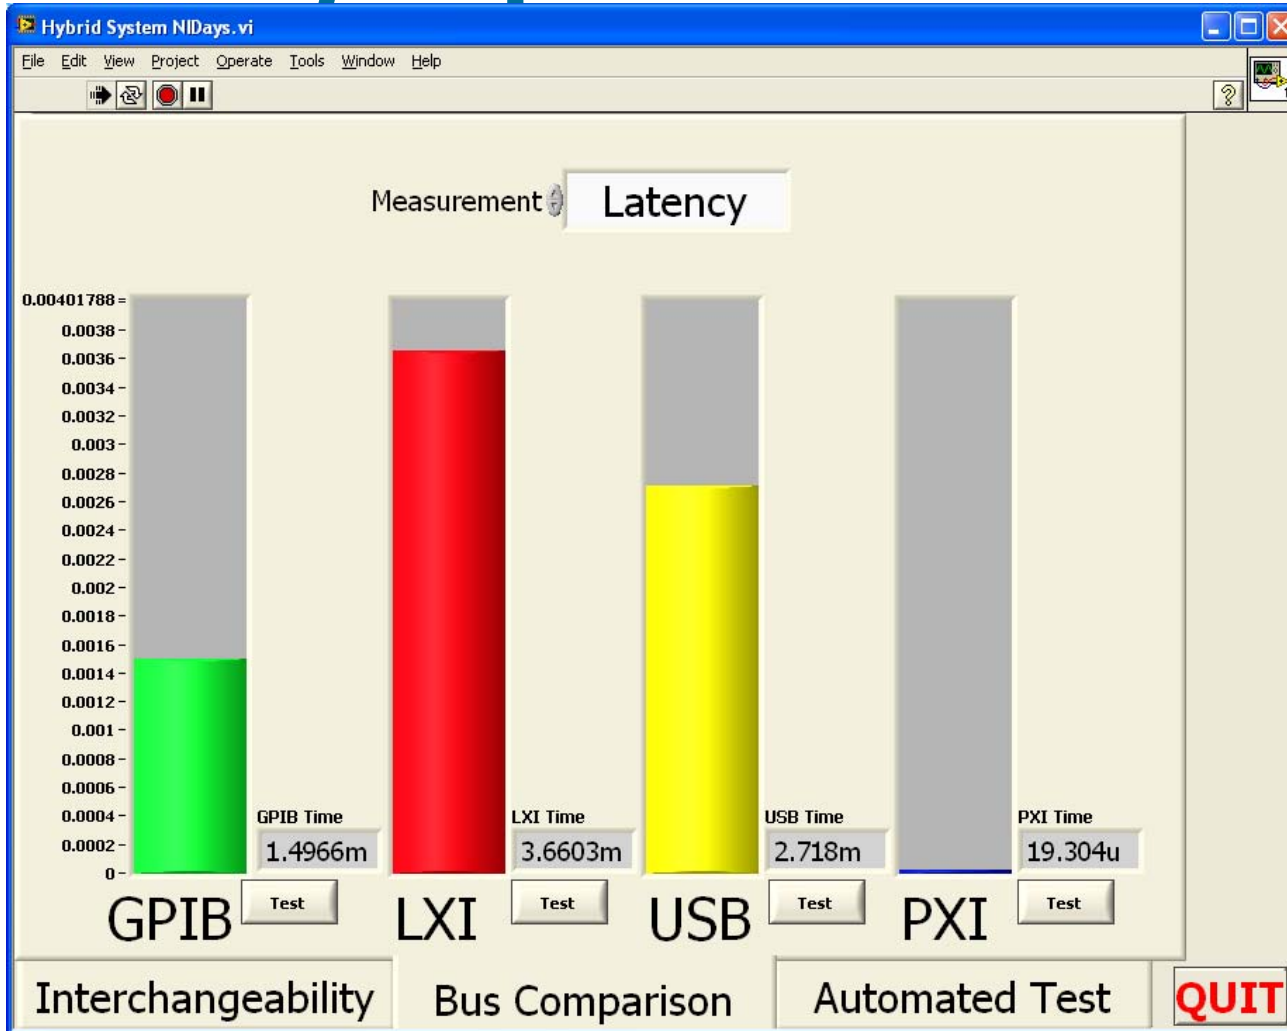 Hybrid System NIDays.vi
File Edit View Project Operate Tools Window Help
?
Measurement Latency
0.00401788
0.0038
0.0036
0.0034
0.0032
0.003
0.0028
0.0026
0.0024
0.0022
0.002
0.0018
0.0016
0.0014
0.0012
0.001
0.0008
0.0006
0.0004
0.0002
0
GPIB Time
1.4966m
Test
GPIB
LXI Time
3.6603m
Test
LXI
USB Time
2.718m
Test
USB
PXI Time
19.304u
Test
PXI
Interchangeability Bus Comparison Automated Test QUIT